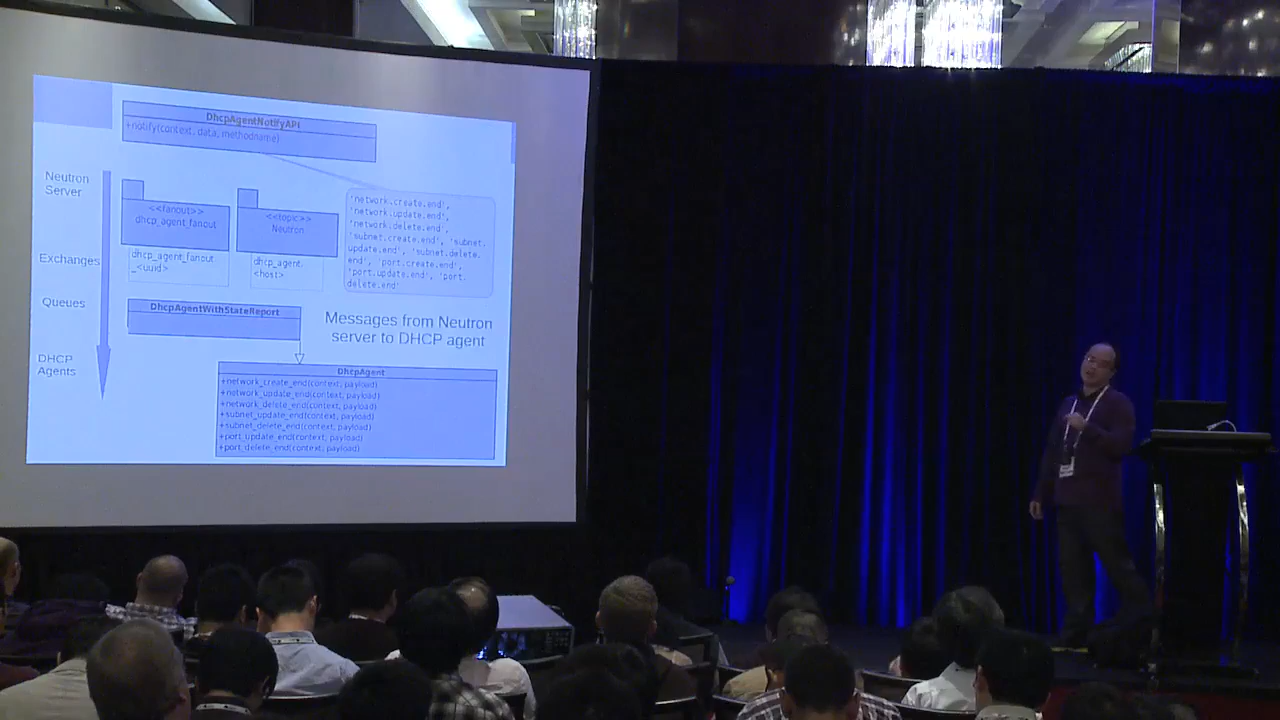 DhcpAgentNotifyAPI
+notify(context, data, methodname)
Neutron
Server
<<fanout>>
dhcp_agent_fanout
<<topic>>
Neutron
'network.create.end',
'network.update.end',
'network.delete.end',
'subnet.create.end', 'subnet.
update.end', 'subnet.delete.
end', 'port.create.end',
'port.update.end', 'port.
delete.end'
Exchanges
dhcp_agent_fanout
_<uuid>
dhcp_agent.
<host>
Queues
DhcpAgentWithStateReport
Messages from Neutron
server to DHCP agent
DHCP
Agents
DhcpAgent
+network_create_end(context, payload)
+network_update_end(context, payload)
+network_delete_end(context, payload)
+subnet_update_end(context, payload)
+subnet_delete_end(context, payload)
+port_update_end(context, payload)
+port_delete_end(context, payload)